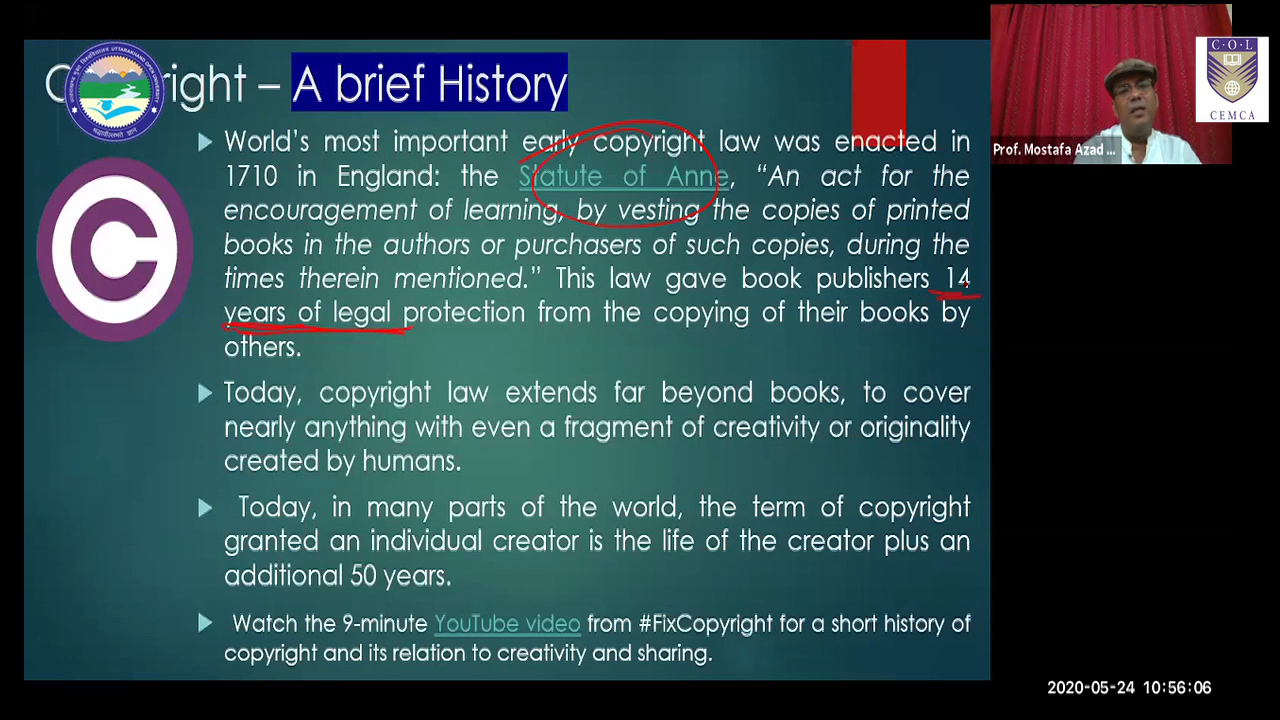 C right – A brief History
World's most important early copyright law was enacted in
1710 in England: the Statute of Anne, “An act for the
encouragement of learning, by vesting the copies of printed
books in the authors or purchasers of such copies, during the
times therein mentioned.” This law gave book publishers 14
years of legal protection from the copying of their books by
others.
Today, copyright law extends far beyond books, to cover
nearly anything with even a fragment of creativity or originality
created by humans.
Today, in many parts of the world, the term of copyright
granted an individual creator is the life of the creator plus an
additional 50 years.
Watch the 9-minute YouTube video from #FixCopyright for a short history of
copyright and its relation to creativity and sharing.
Prof. Mostafa Azad ...
C·O·L
CEMCA
2020-05-24 10:56:06